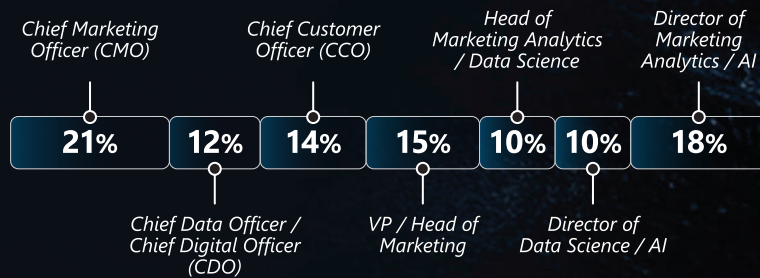 Chief Marketing
Officer (CMO)
Chief Customer
Officer (CCO)
Head of
Marketing Analytics
/ Data Science
Director of
Marketing
Analytics / AI
21%
12%
14%
15%
10%
10%
18%
Chief Data Officer /
Chief Digital Officer
(CDO)
VP / Head of
Marketing
Director of
Data Science / AI